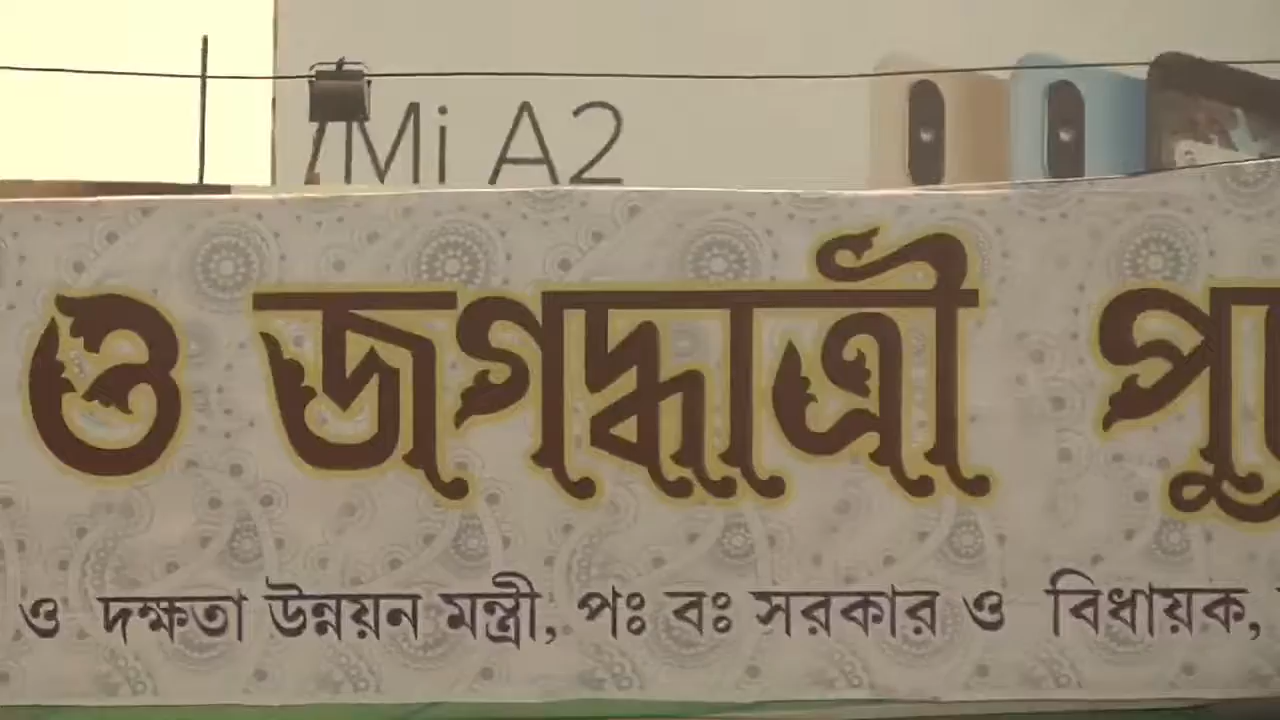 Mi A2
ও জগদ্ধাত্রী
ও দক্ষতা উন্নয়ন মন্ত্রী, পঃ বঃ সরকার ও বিধায়ক,